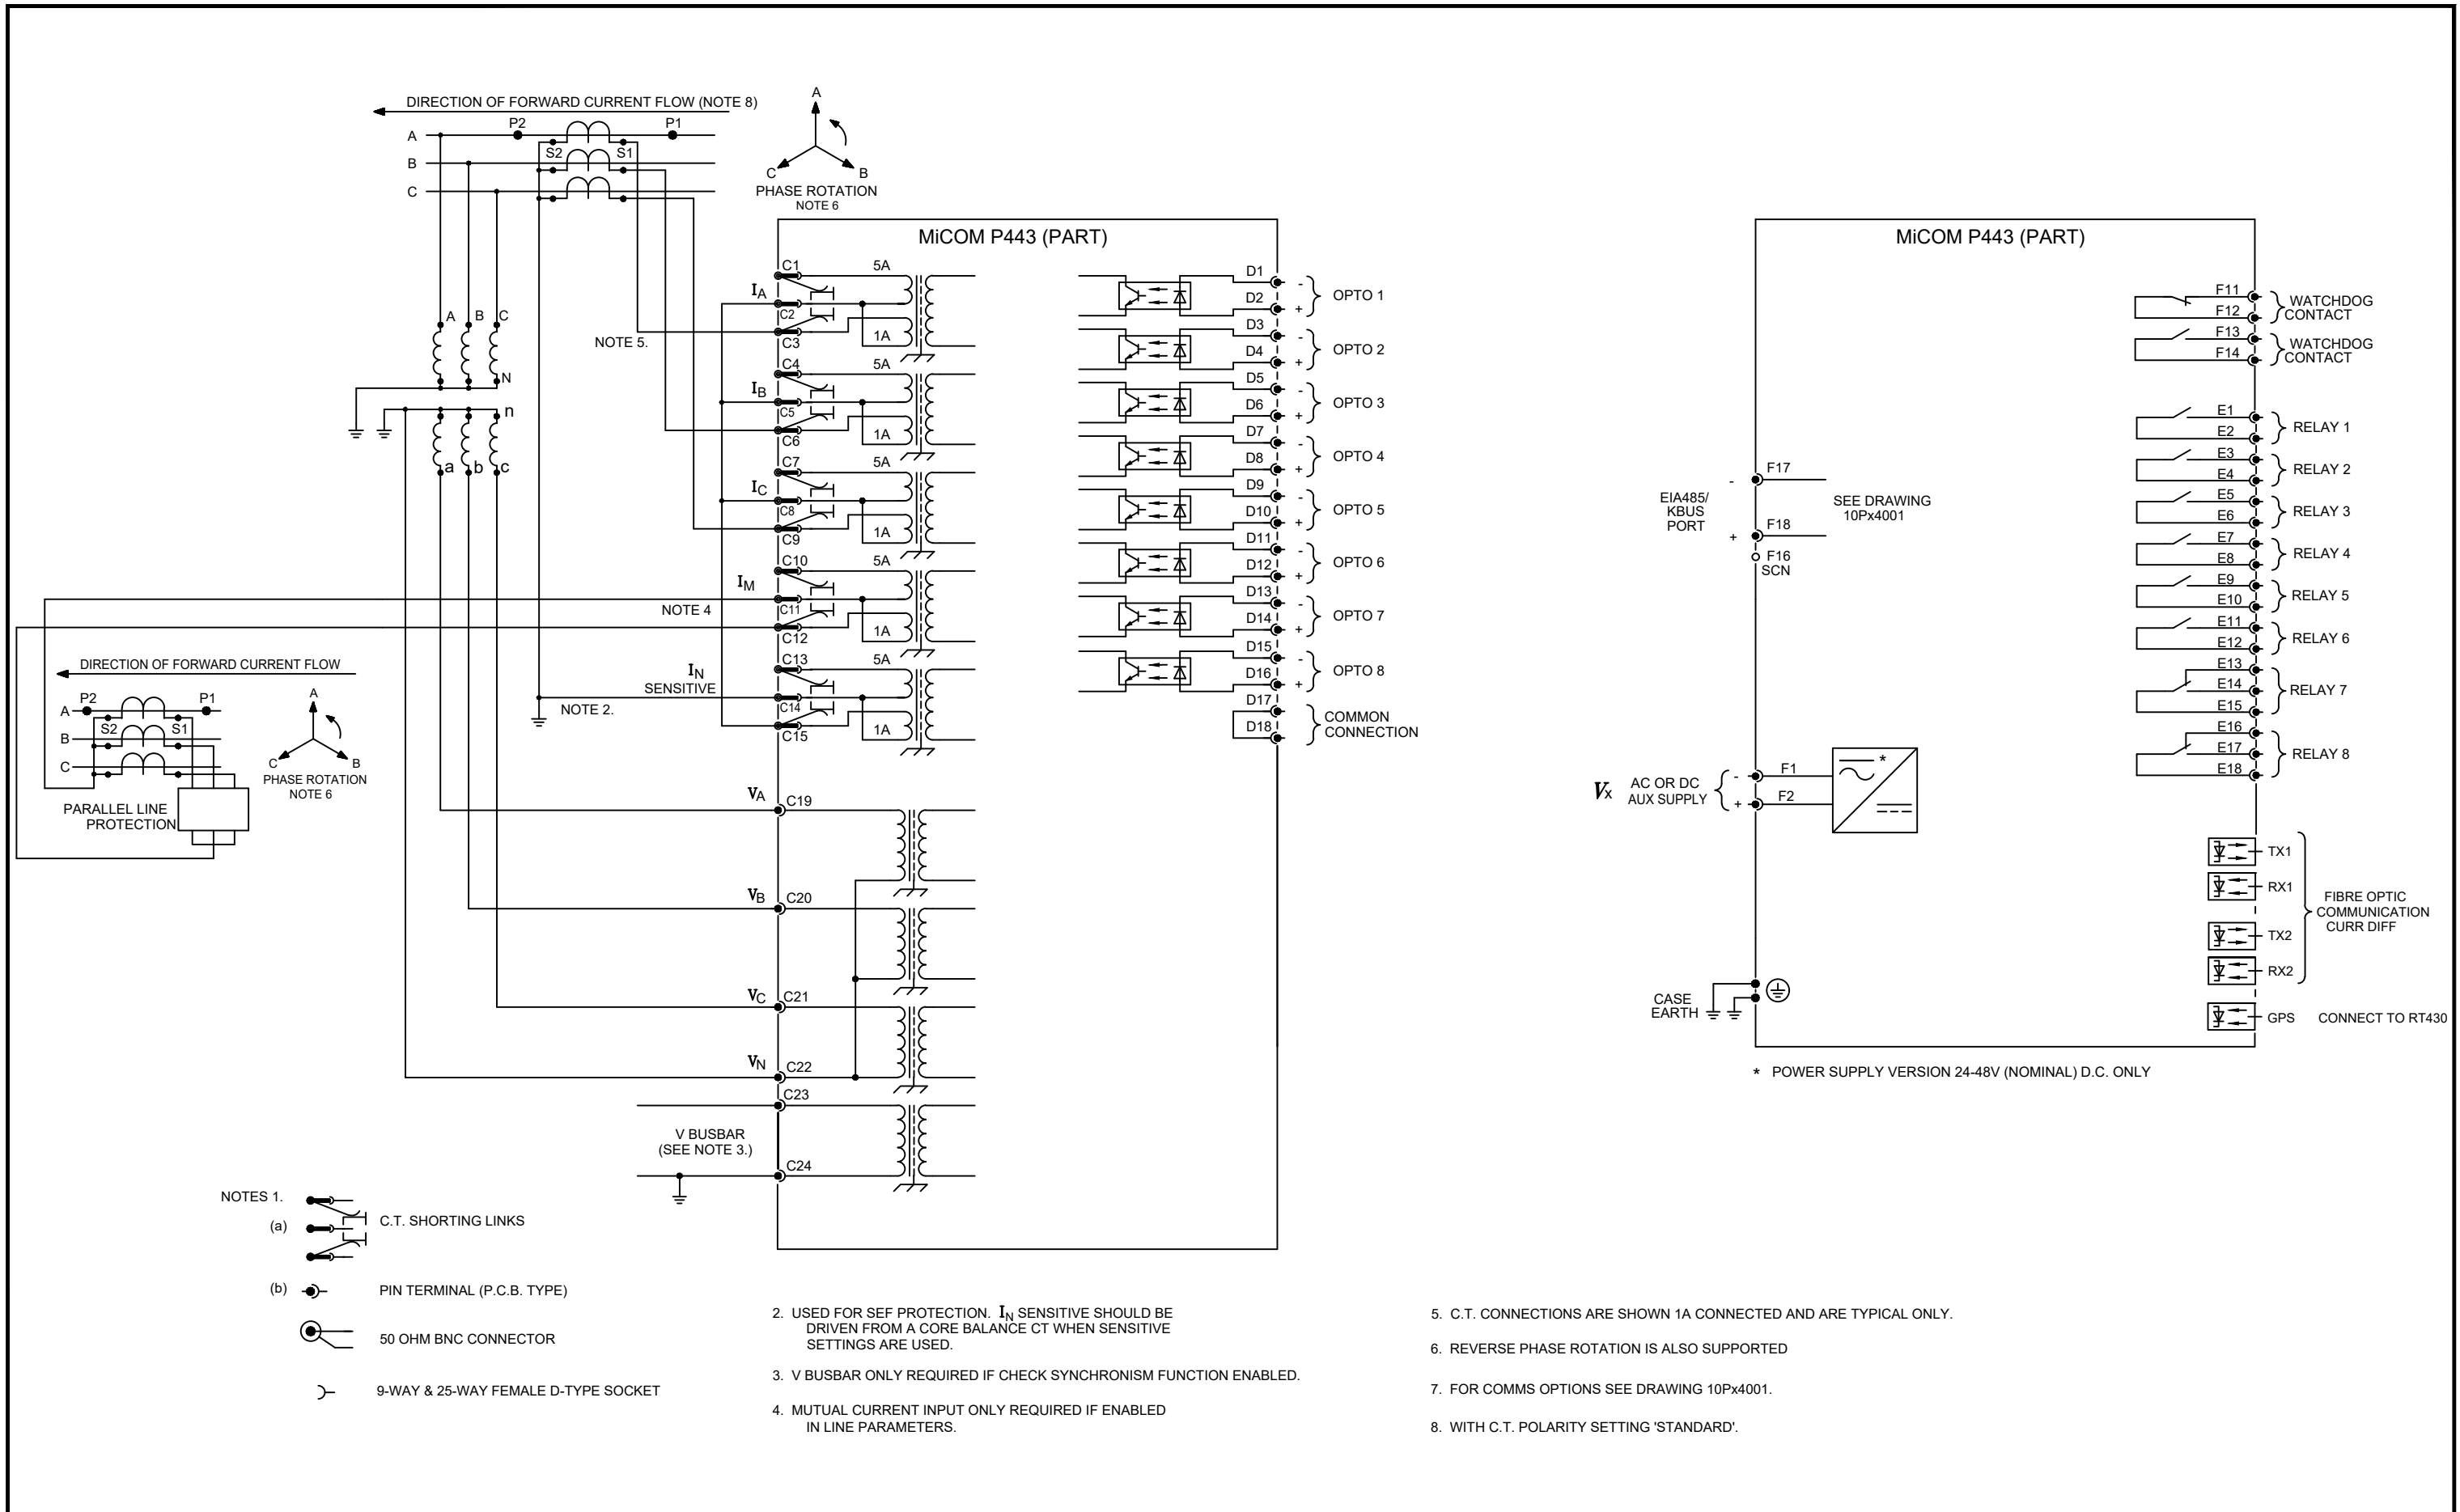 DIRECTION OF FORWARD CURRENT FLOW (NOTE 8)
A
P2
P1
S2
S1
B
C
A
C
B
PHASE ROTATION
NOTE 6
A
B
C
N
n
a
b
c
NOTE 5.
NOTE 4
NOTE 2.
DIRECTION OF FORWARD CURRENT FLOW
P2
P1
A
S2
S1
B
C
A
C
B
PHASE ROTATION
NOTE 6
PARALLEL LINE
PROTECTION
MiCOM P443 (PART)
IA
C1
5A
C2
C3
1A
IB
C4
5A
C5
C6
1A
IC
C7
5A
C8
C9
1A
IM
C10
5A
C11
C12
1A
IN
SENSITIVE
C13
5A
C14
C15
1A
VA
C19
VB
C20
VC
C21
VN
C22
C23
V BUSBAR
(SEE NOTE 3.)
C24
D1
-
D2
+
OPTO 1
D3
-
D4
+
OPTO 2
D5
-
D6
+
OPTO 3
D7
-
D8
+
OPTO 4
D9
-
D10
+
OPTO 5
D11
-
D12
+
OPTO 6
D13
-
D14
+
OPTO 7
D15
-
D16
+
OPTO 8
D17
D18
COMMON
CONNECTION
MiCOM P443 (PART)
F11
F12
WATCHDOG
CONTACT
F13
F14
WATCHDOG
CONTACT
E1
E2
RELAY 1
E3
E4
RELAY 2
E5
E6
RELAY 3
E7
E8
RELAY 4
E9
E10
RELAY 5
E11
E12
RELAY 6
E13
E14
E15
RELAY 7
E16
E17
E18
RELAY 8
EIA485/
KBUS
PORT
-
F17
+
F18
F16
SCN
SEE DRAWING
10Px4001
VX
AC OR DC
AUX SUPPLY
-
F1
+
F2
*
TX1
RX1
TX2
RX2
FIBRE OPTIC
COMMUNICATION
CURR DIFF
GPS
CONNECT TO RT430
CASE
EARTH
* POWER SUPPLY VERSION 24-48V (NOMINAL) D.C. ONLY
NOTES 1.
(a)
C.T. SHORTING LINKS
(b)
PIN TERMINAL (P.C.B. TYPE)
50 OHM BNC CONNECTOR
9-WAY & 25-WAY FEMALE D-TYPE SOCKET
2. USED FOR SEF PROTECTION. IN SENSITIVE SHOULD BE
DRIVEN FROM A CORE BALANCE CT WHEN SENSITIVE
SETTINGS ARE USED.
3. V BUSBAR ONLY REQUIRED IF CHECK SYNCHRONISM FUNCTION ENABLED.
4. MUTUAL CURRENT INPUT ONLY REQUIRED IF ENABLED
IN LINE PARAMETERS.
5. C.T. CONNECTIONS ARE SHOWN 1A CONNECTED AND ARE TYPICAL ONLY.
6. REVERSE PHASE ROTATION IS ALSO SUPPORTED
7. FOR COMMS OPTIONS SEE DRAWING 10Px4001.
8. WITH C.T. POLARITY SETTING 'STANDARD'.